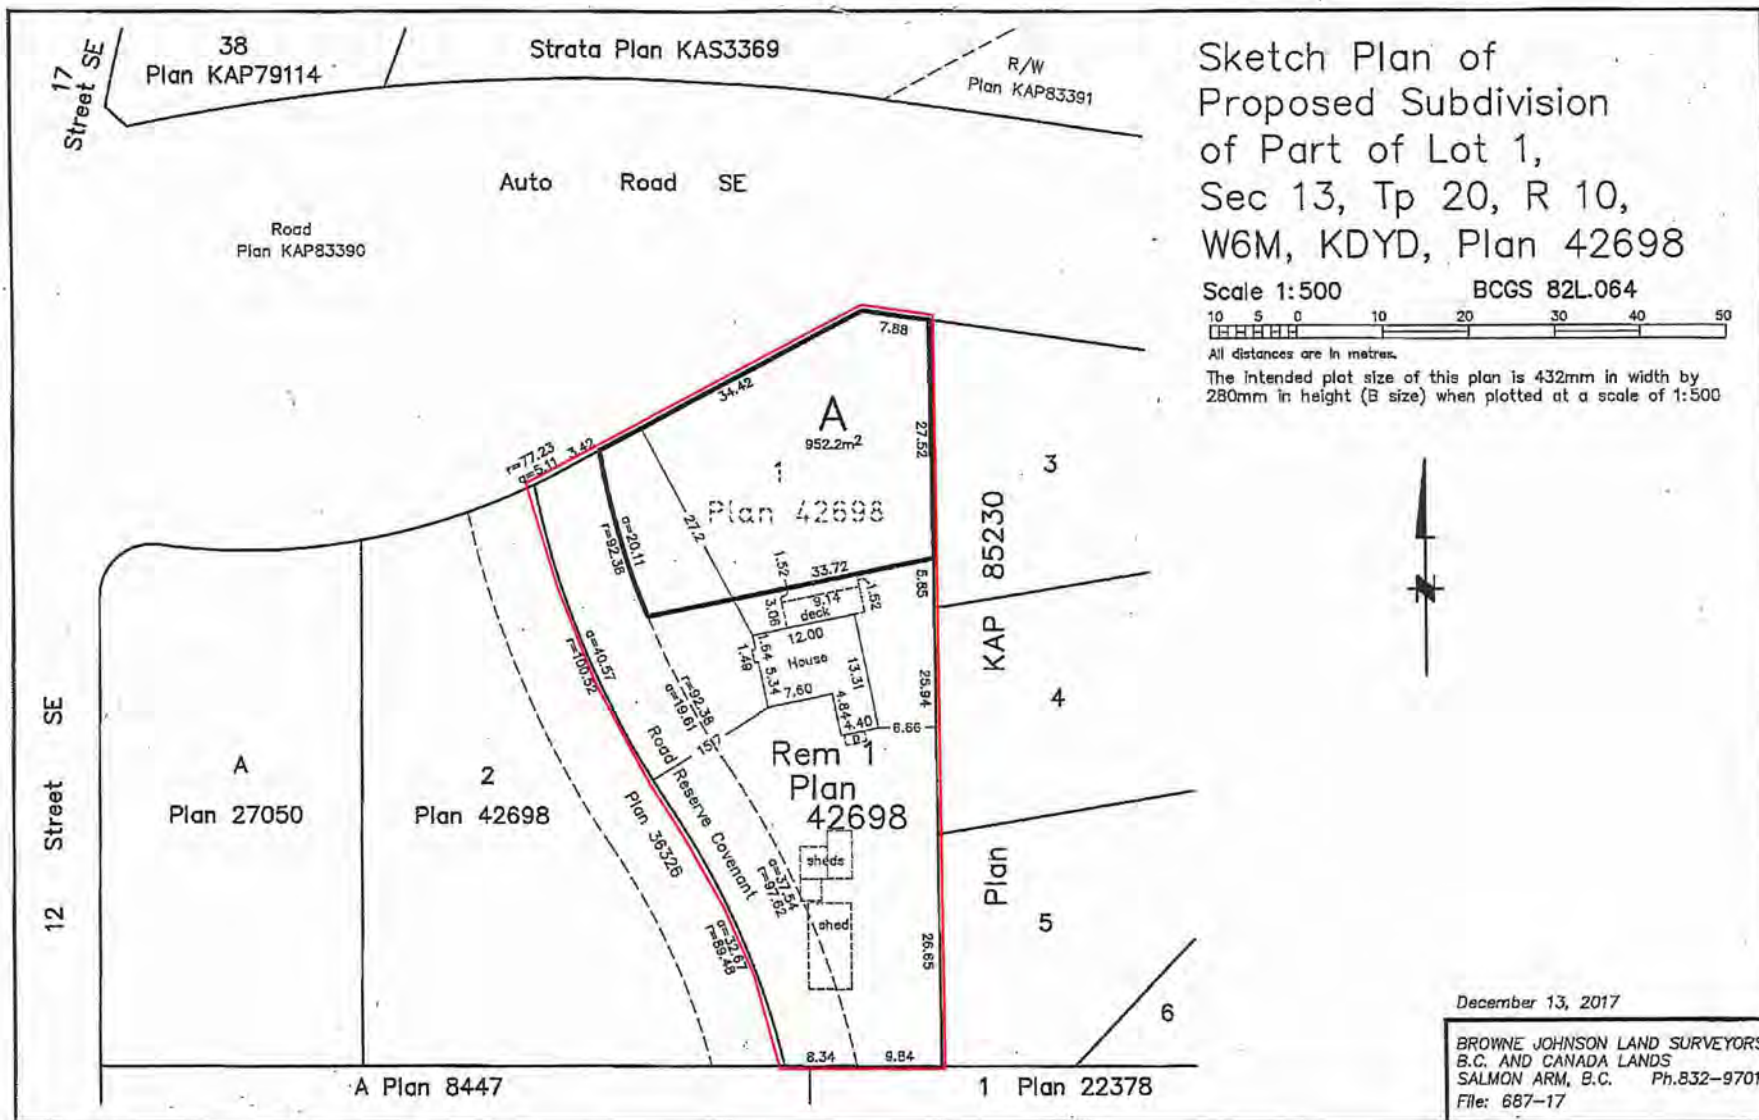 17
Street SE
38
Plan KAP79114
Strata Plan KAS3369
R/W
Plan KAP83391
Sketch Plan of
Proposed Subdivision
of Part of Lot 1,
Sec 13, Tp 20, R 10,
W6M, KDYD, Plan 42698
Scale 1:500
BCGS 82L.064
10 5 0 10 20 30 40 50
All distances are in metres.
The intended plot size of this plan is 432mm in width by
280mm in height (B size) when plotted at a scale of 1:500
Auto Road SE
Road
Plan KAP83390
7.88
34.42
A
952.2m²
27.52
3.42
r=77.23
a=5.11
1
Plan 42698
27.2
a=20.11
r=92.38
33.72
1.52
5.85
3.06
9.14
deck
1.52
12.00
House
1.64
1.49
5.34
7.60
13.31
4.84
6.66
25.94
a=40.57
r=100.52
r=92.38
a=19.61
15.17
Road Reserve Covenant
Plan 36326
Rem 1
Plan
42698
sheds
shed
a=37.54
r=97.62
a=32.67
r=89.48
26.65
8.34
9.84
3
Plan KAP 85230
4
5
6
12 Street SE
A
Plan 27050
2
Plan 42698
A Plan 8447
1 Plan 22378
December 13, 2017
BROWNE JOHNSON LAND SURVEYORS
B.C. AND CANADA LANDS
SALMON ARM, B.C. Ph.832-9701
File: 687-17